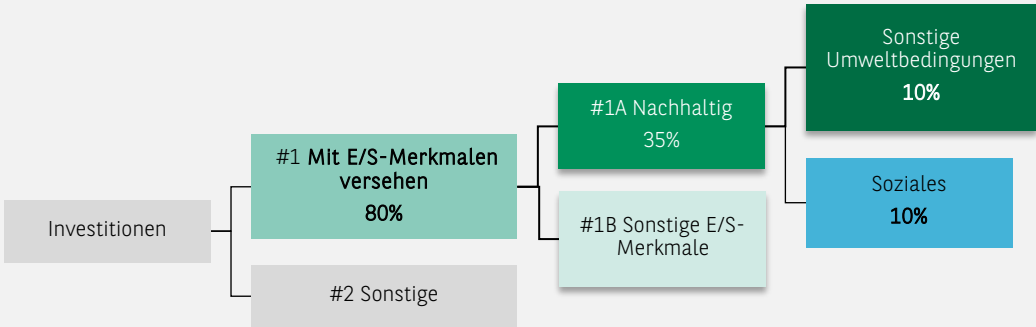 Investitionen
#1 Mit E/S-Merkmalen
versehen
80%
#2 Sonstige
#1A Nachhaltig
35%
#1B Sonstige E/S-
Merkmale
Sonstige
Umweltbedingungen
10%
Soziales
10%